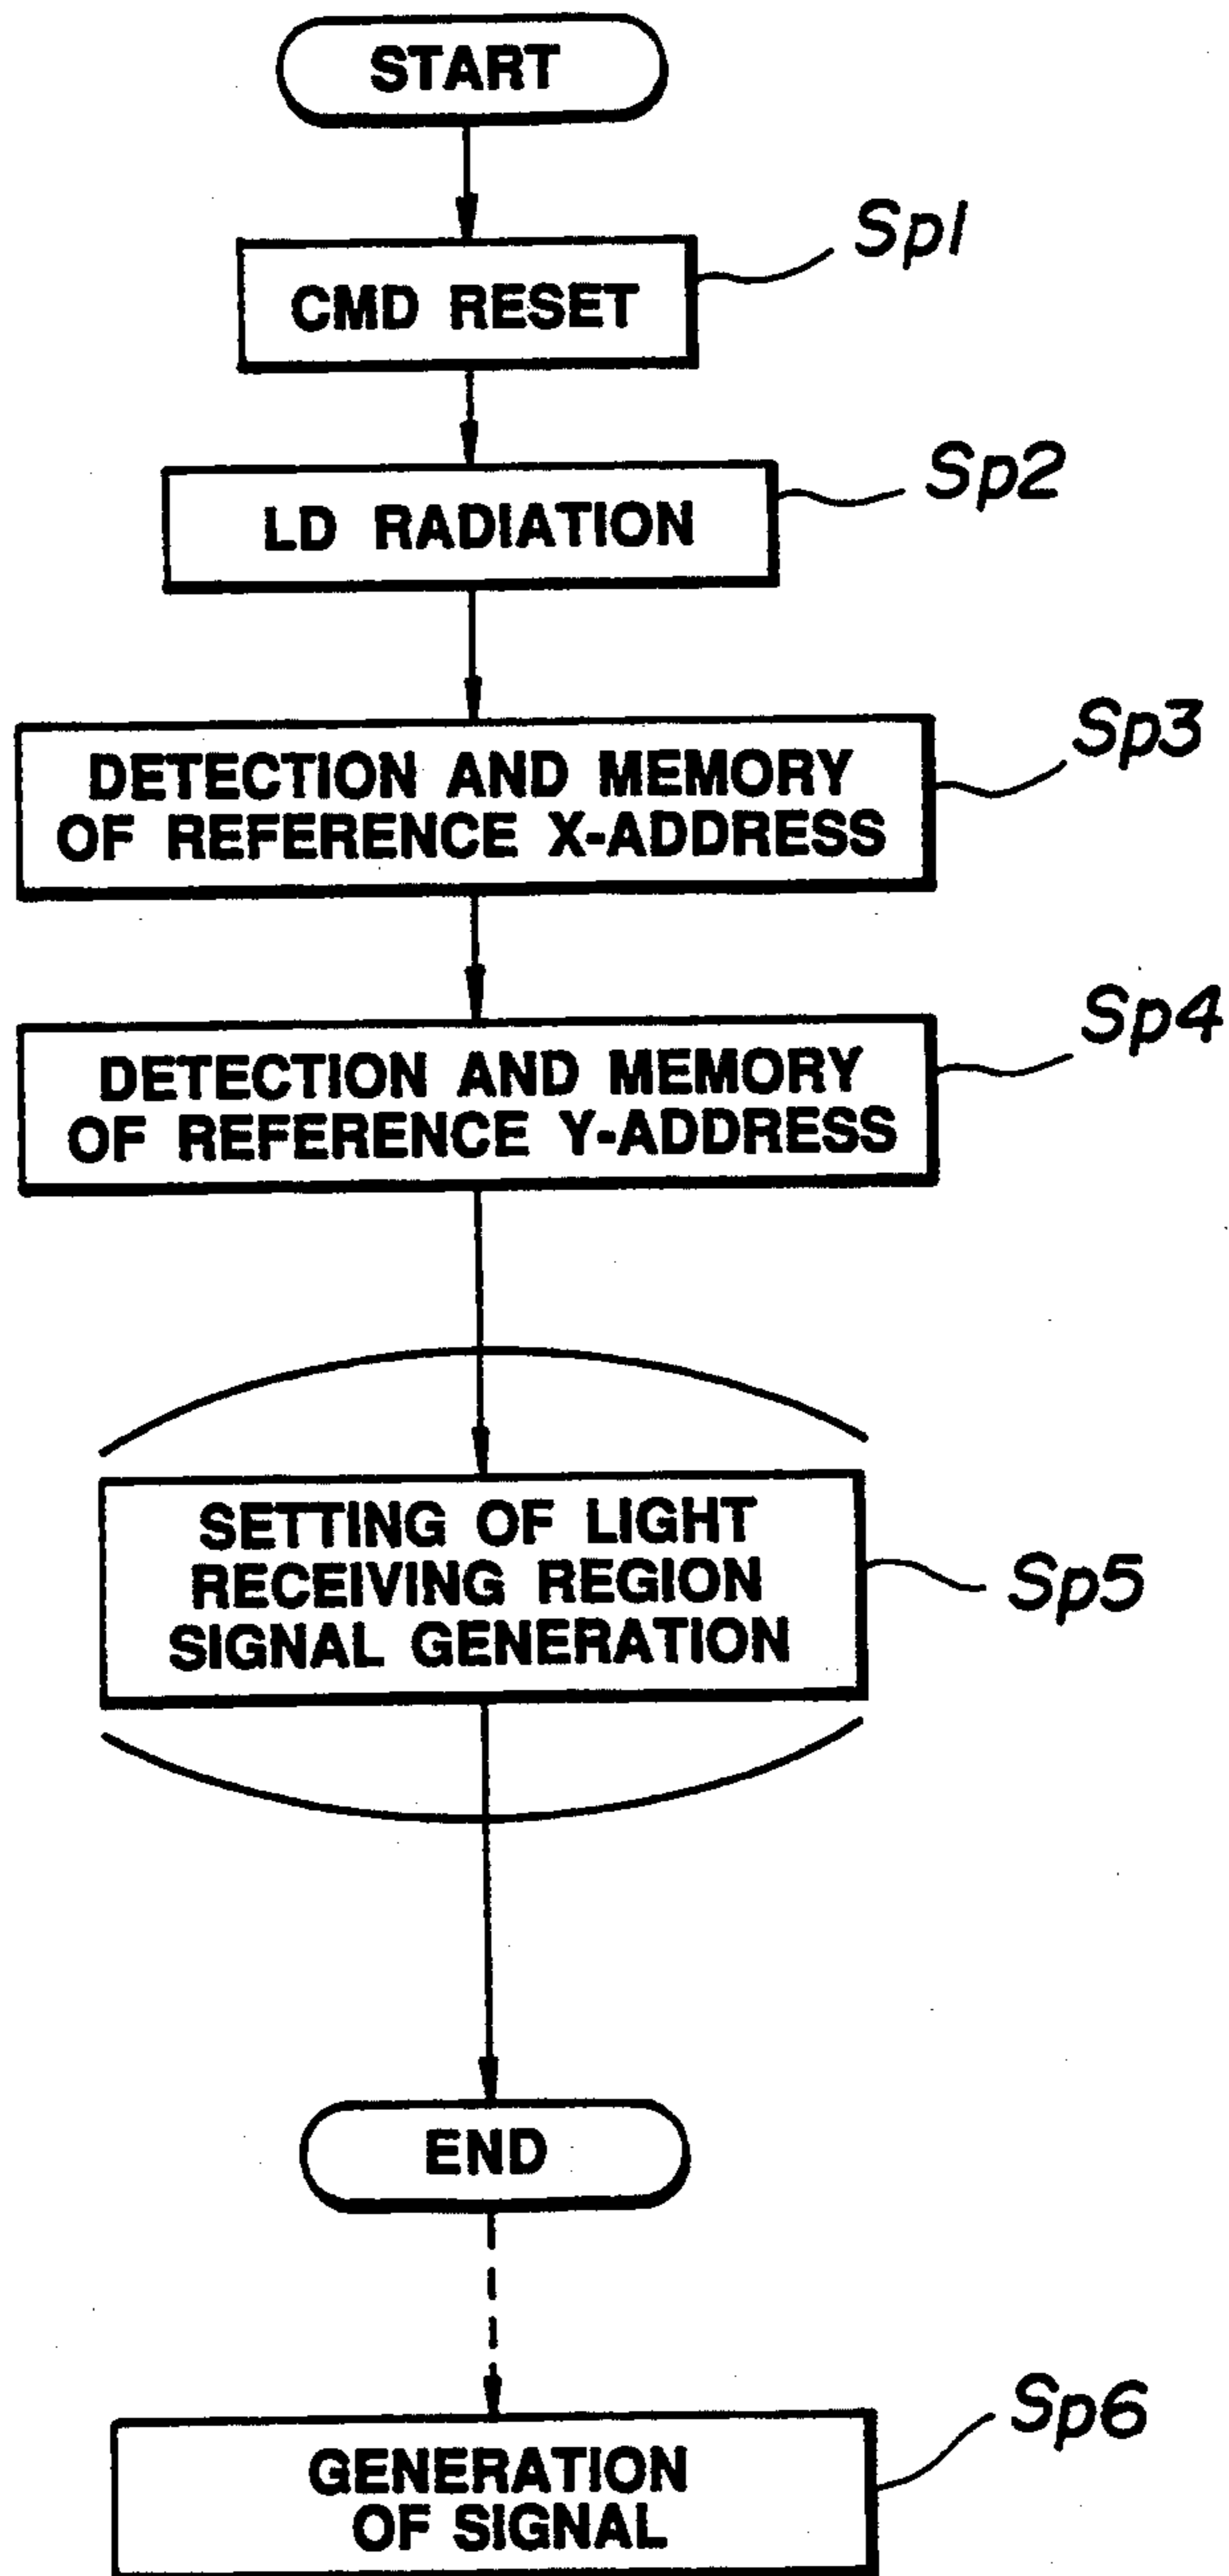 START
Sp1
CMD RESET
Sp2
LD RADIATION
Sp3
DETECTION AND MEMORY
OF REFERENCE X-ADDRESS
Sp4
DETECTION AND MEMORY
OF REFERENCE Y-ADDRESS
SETTING OF LIGHT
RECEIVING REGION
SIGNAL GENERATION
Sp5
END
Sp6
GENERATION
OF SIGNAL